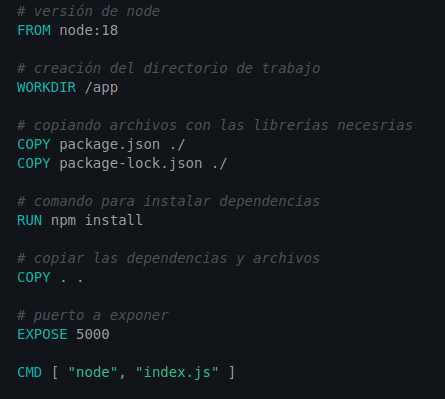 # versión de node
FROM node:18
# creación del directorio de trabajo
WORKDIR /app
# copiando archivos con las librerías necesrias
COPY package.json ./
COPY package-lock.json ./
# comando para instalar dependencias
RUN npm install
# copiar las dependencias y archivos
COPY . .
# puerto a exponer
EXPOSE 5000
CMD [ "node", "index.js" ]